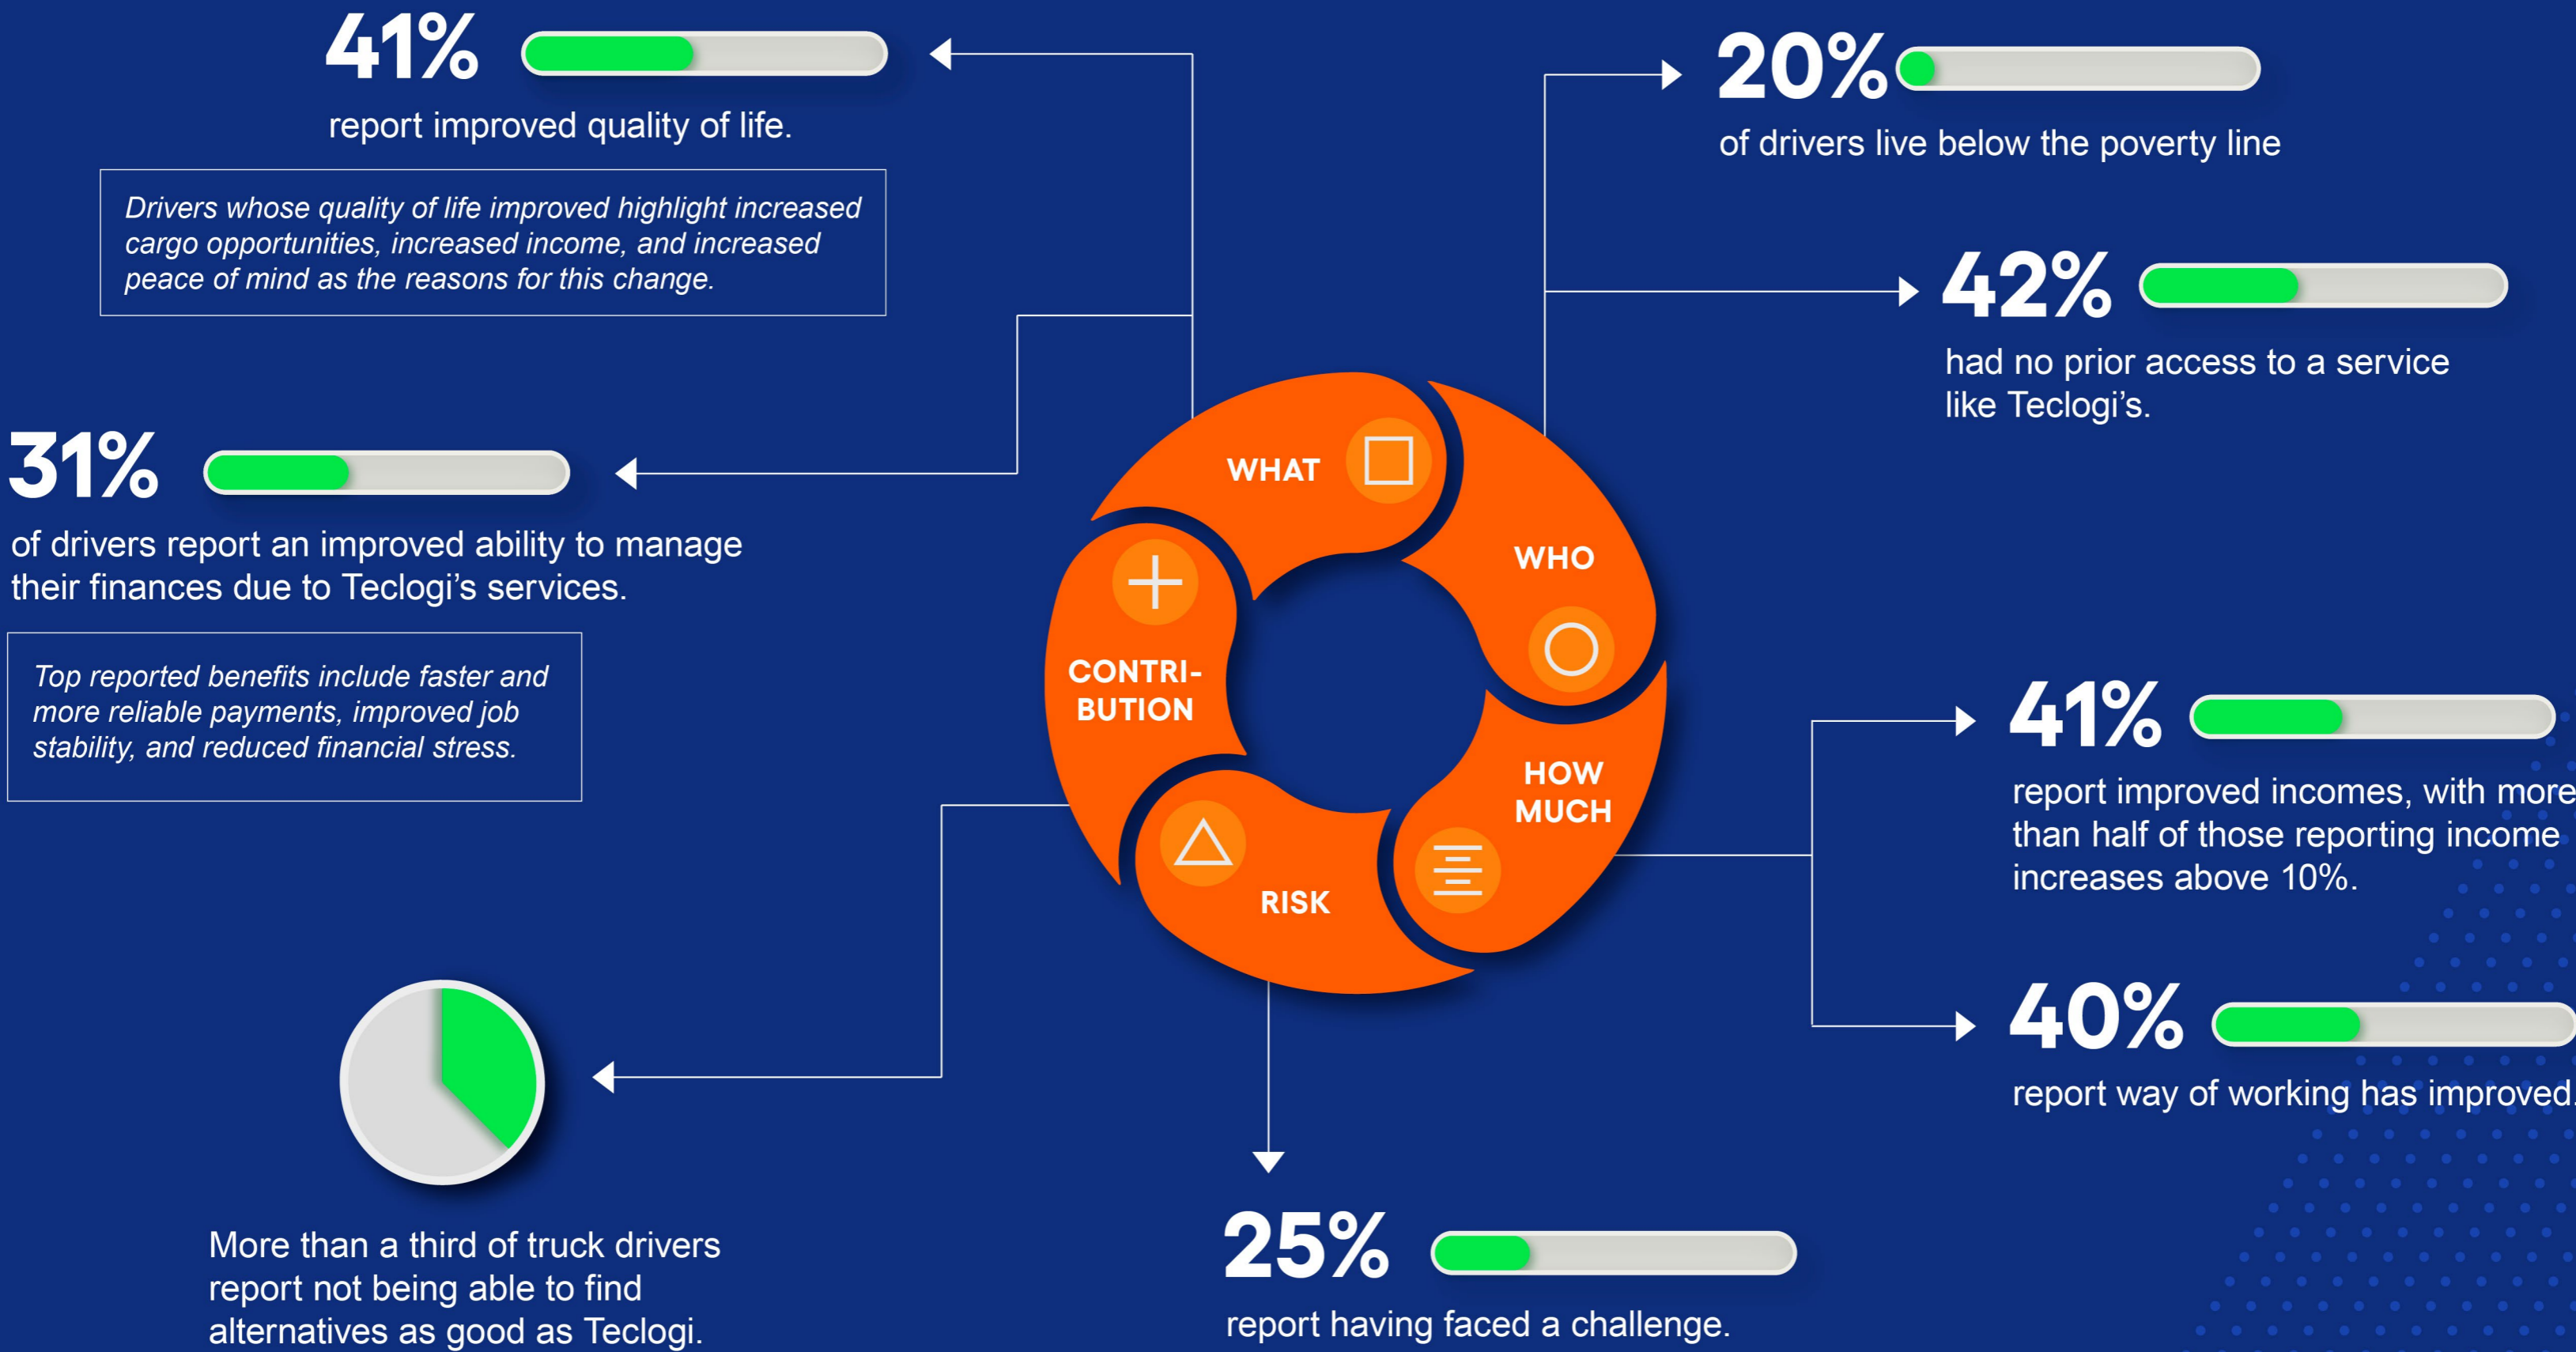 41%
report improved quality of life.
Drivers whose quality of life improved highlight increased
cargo opportunities, increased income, and increased
peace of mind as the reasons for this change.
31%
of drivers report an improved ability to manage
their finances due to Teclogi's services.
Top reported benefits include faster and
more reliable payments, improved job
stability, and reduced financial stress.
More than a third of truck drivers
report not being able to find
alternatives as good as Teclogi.
WHAT
WHO
HOW
MUCH
RISK
CONTRI-
BUTION
20%
of drivers live below the poverty line
42%
had no prior access to a service
like Teclogi's.
41%
report improved incomes, with more
than half of those reporting income
increases above 10%.
40%
report way of working has improved.
25%
report having faced a challenge.